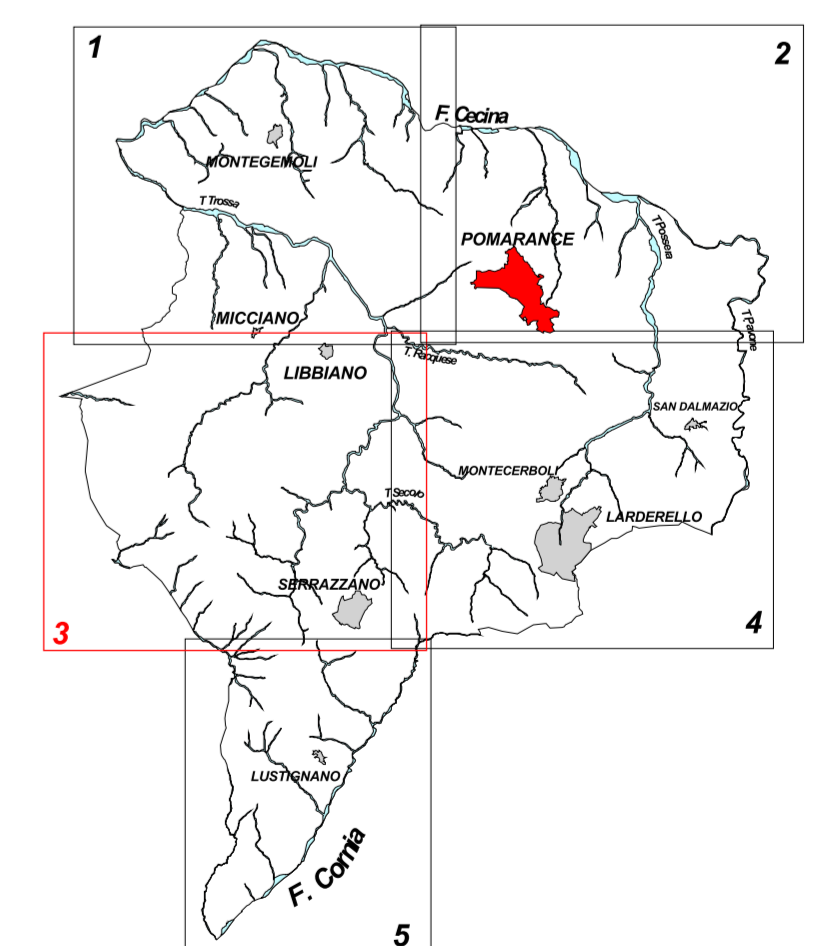 1
2
F. Cecina
MONTEGEMOLI
T Trossa
T Possera
POMARANCE
T. Pavone
MICCIANO
T. Racquese
LIBBIANO
SAN DALMAZIO
MONTECERBOLI
T Secolo
LARDERELLO
SERRAZZANO
3
4
LUSTIGNANO
F. Cornia
5